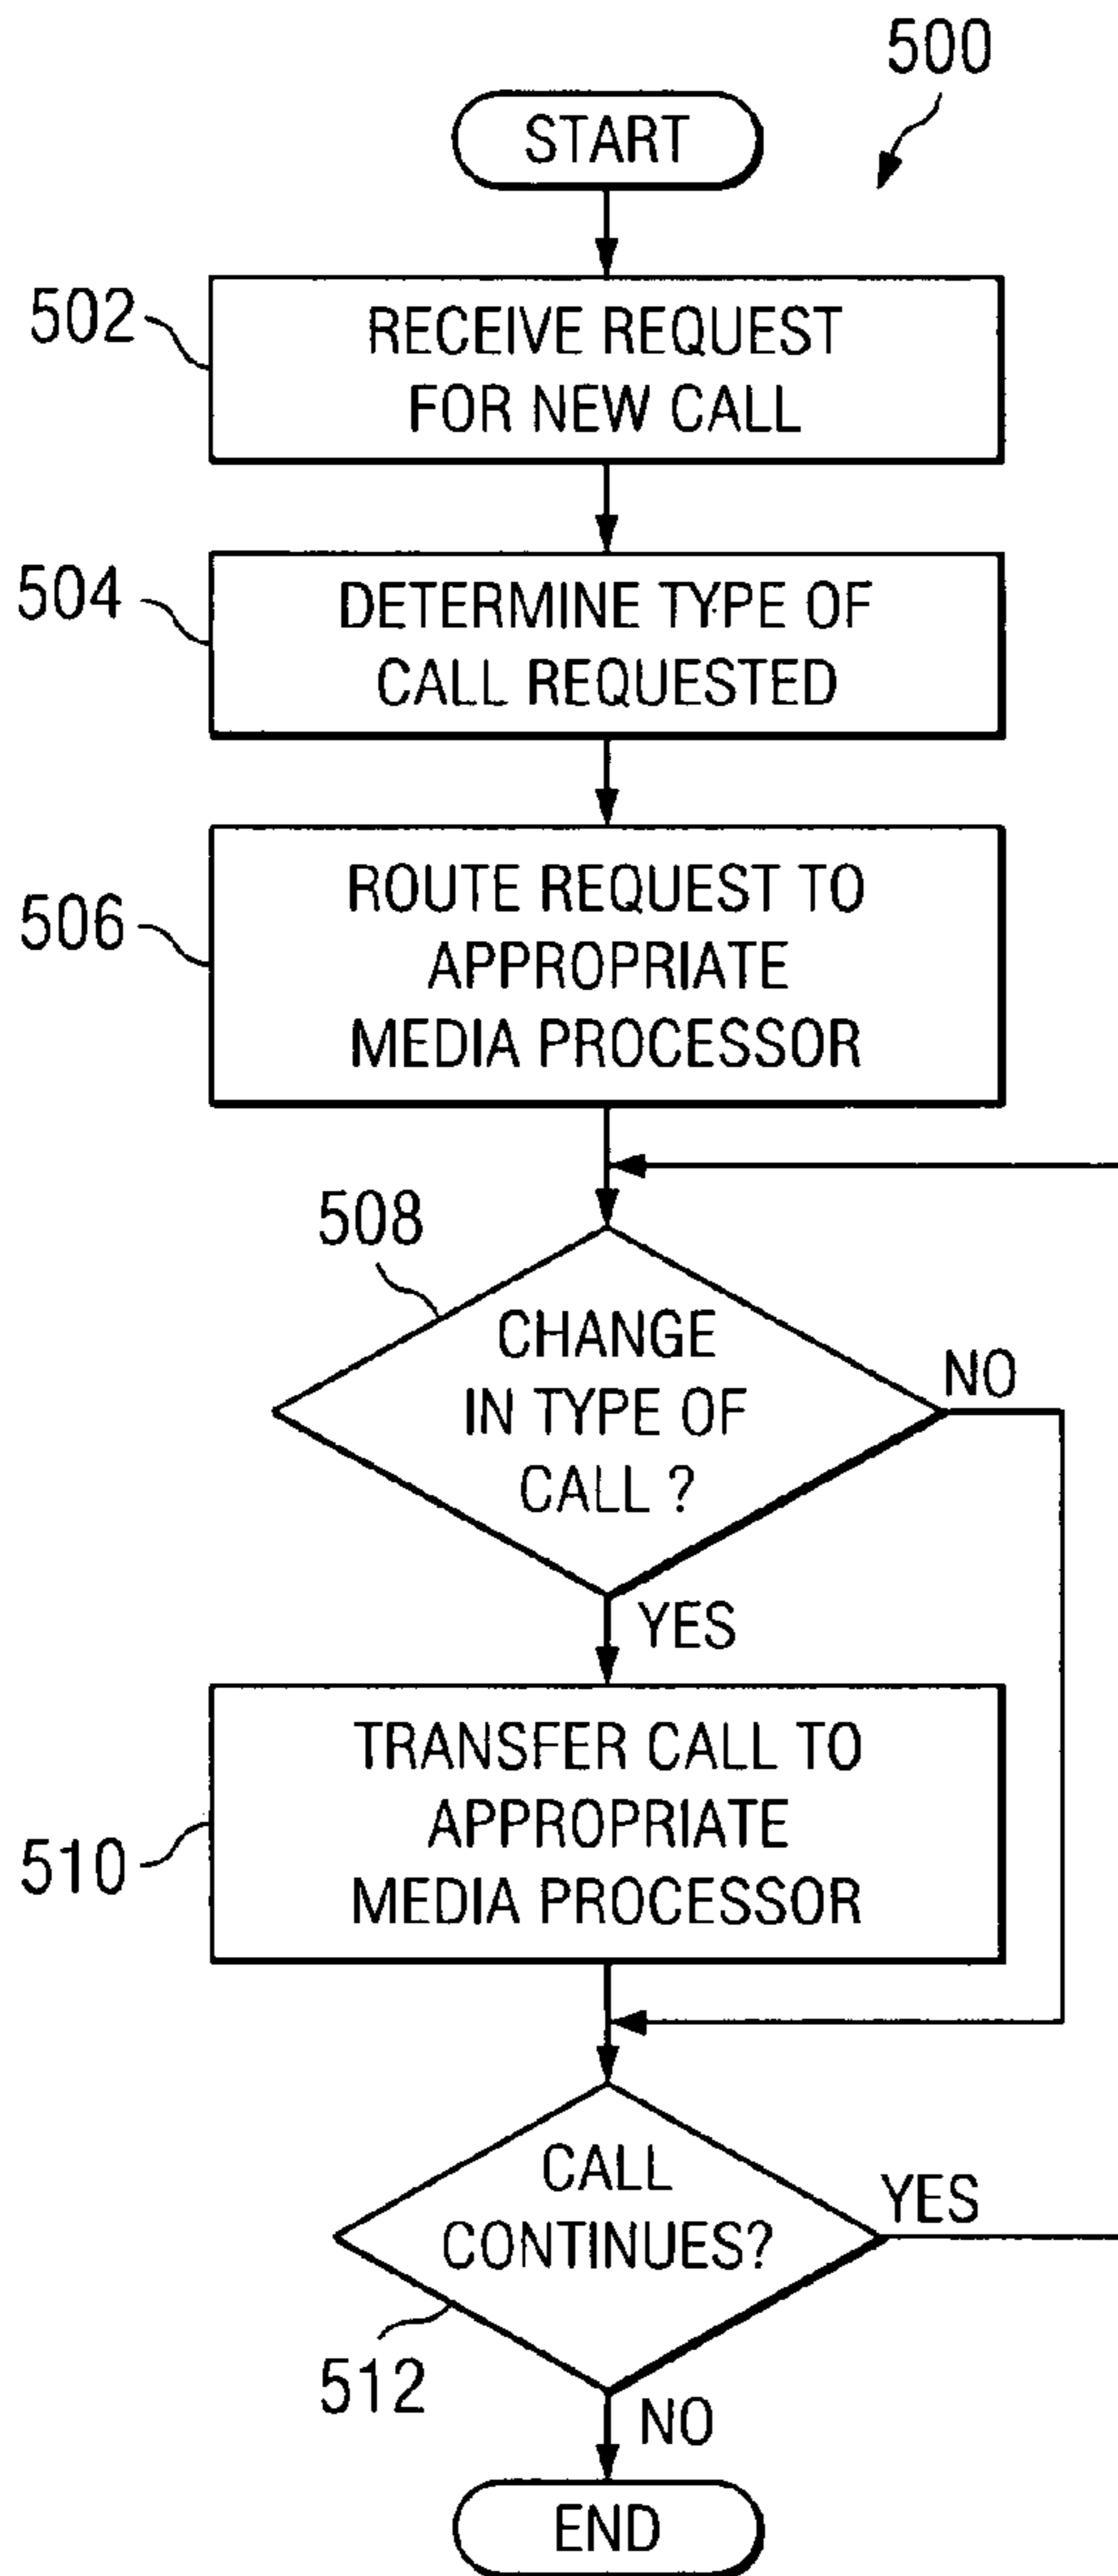 500
START
502
RECEIVE REQUEST
FOR NEW CALL
504
DETERMINE TYPE OF
CALL REQUESTED
506
ROUTE REQUEST TO
APPROPRIATE
MEDIA PROCESSOR
508
CHANGE
IN TYPE OF
CALL ?
NO
YES
510
TRANSFER CALL TO
APPROPRIATE
MEDIA PROCESSOR
CALL
CONTINUES?
YES
512
NO
END